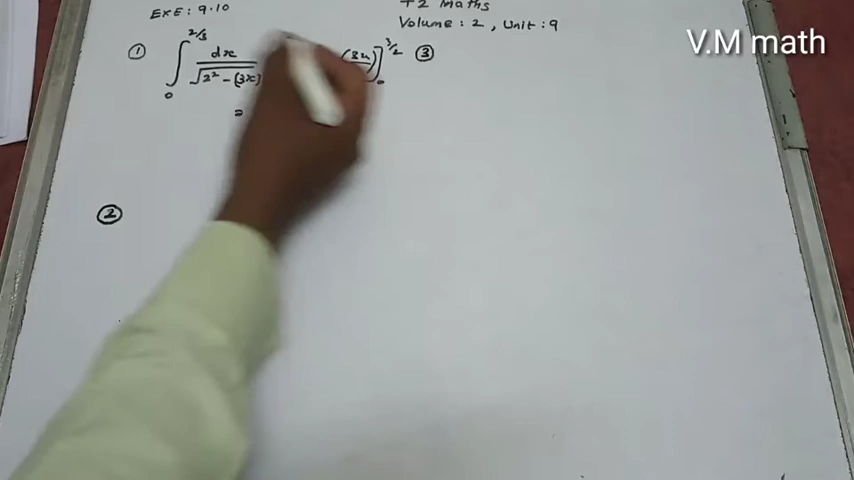 EXE : 9.10
+2 Maths
Volume : 2 , Unit : 9
V.M math
① ∫ 2/3 0 dx / √2² - (3x) ] 3/2 0 ③
=
②